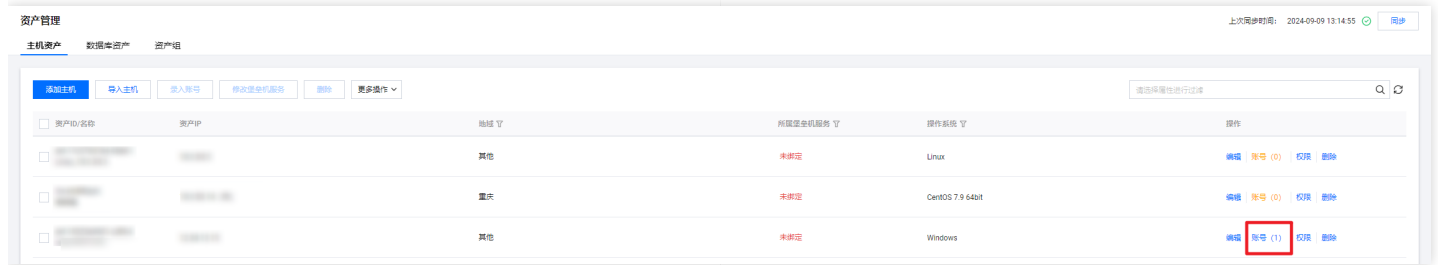 资产管理
上次同步时间： 2024-09-09 13:14:55 同步
主机资产 数据库资产 资产组
添加主机 导入主机 录入账号 修改堡垒机服务 删除 更多操作 请选择属性进行过滤
资产ID/名称 资产IP 地域 所属堡垒机服务 操作系统 操作
其他 未绑定 Linux 编辑 账号 (0) 权限 删除
重庆 未绑定 CentOS 7.9 64bit 编辑 账号 (0) 权限 删除
其他 未绑定 Windows 编辑 账号 (1) 权限 删除